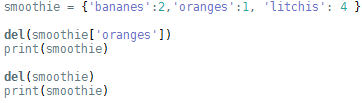 smoothie = {'bananes':2,'oranges':1, 'litchis': 4 }
del(smoothie['oranges'])
print(smoothie)
del(smoothie)
print(smoothie)